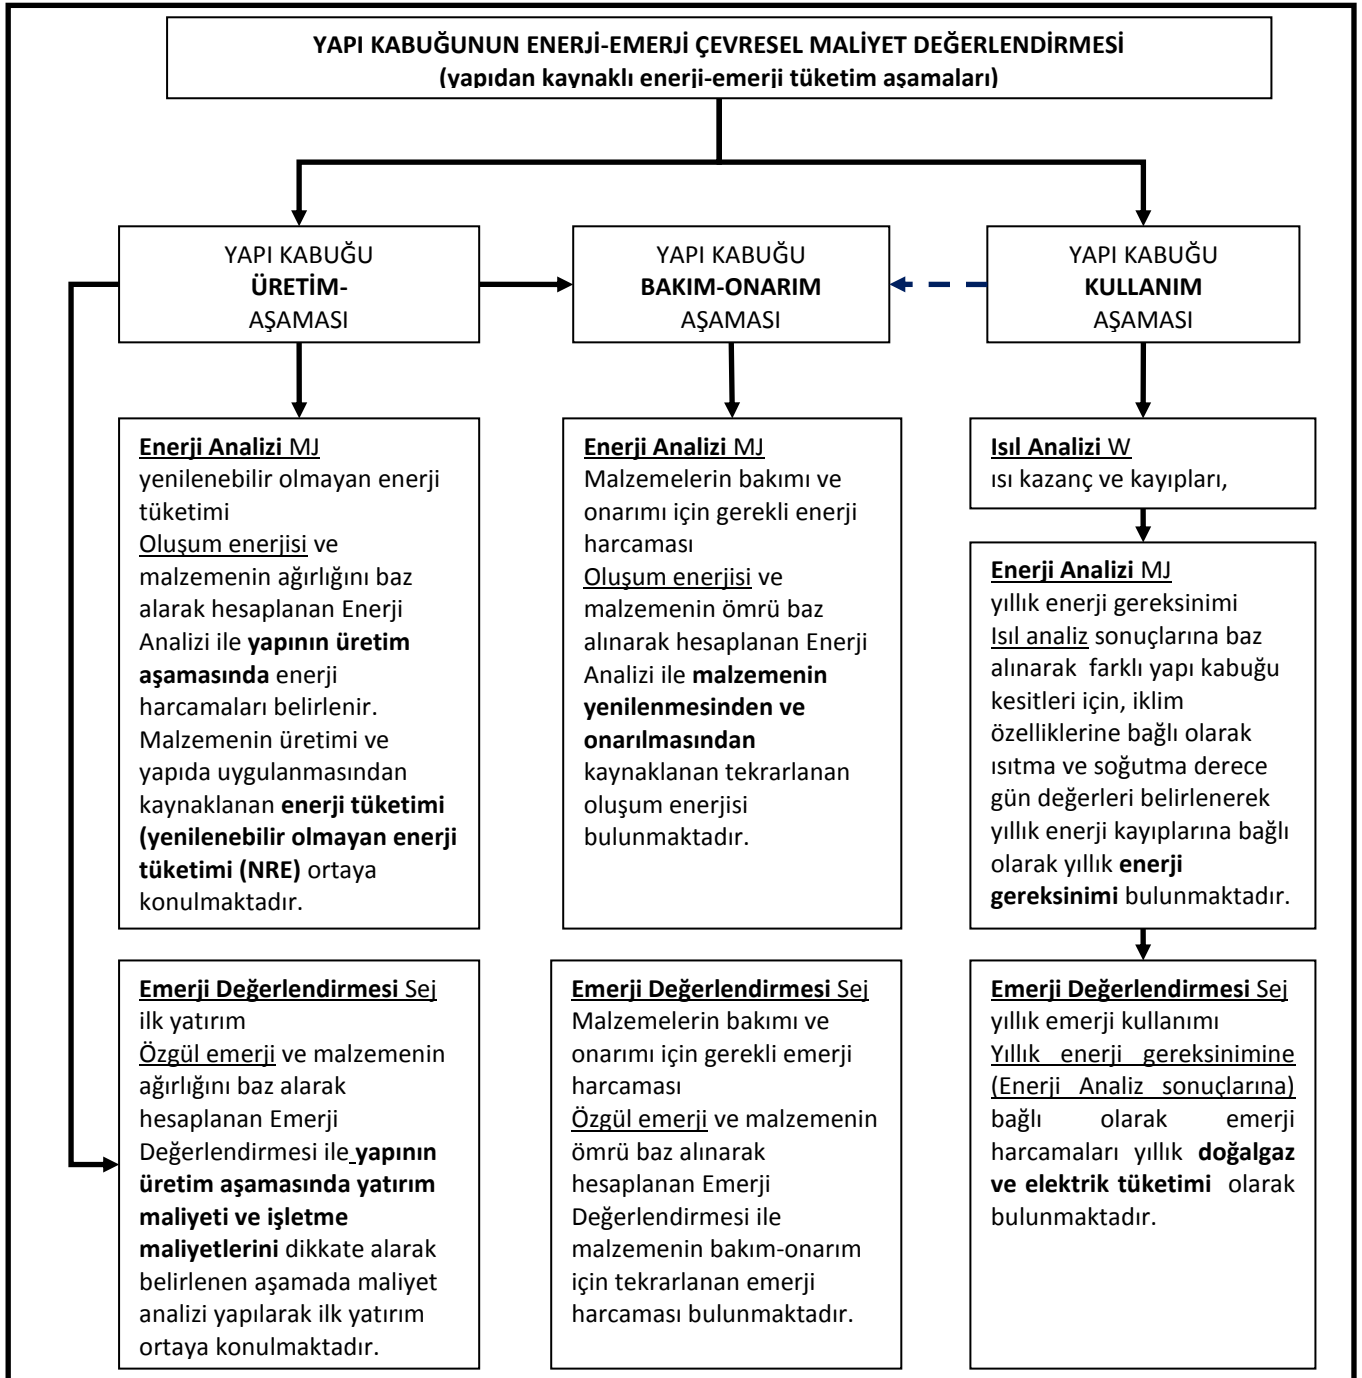 YAPI KABUĞUNUN ENERJİ-EMERJİ ÇEVRESEL MALİYET DEĞERLENDİRMESİ
(yapıdan kaynaklı enerji-emerji tüketim aşamaları)
YAPI KABUĞU
ÜRETİM-
AŞAMASI
YAPI KABUĞU
BAKIM-ONARIM
AŞAMASI
YAPI KABUĞU
KULLANIM
AŞAMASI
Enerji Analizi MJ
yenilenebilir olmayan enerji
tüketimi
Oluşum enerjisi ve
malzemenin ağırlığını baz
alarak hesaplanan Enerji
Analizi ile yapının üretim
aşamasında enerji
harcamaları belirlenir.
Malzemenin üretimi ve
yapıda uygulanmasından
kaynaklanan enerji tüketimi
(yenilenebilir olmayan enerji
tüketimi (NRE) ortaya
konulmaktadır.
Enerji Analizi MJ
Malzemelerin bakımı ve
onarımı için gerekli enerji
harcaması
Oluşum enerjisi ve
malzemenin ömrü baz
alınarak hesaplanan Enerji
Analizi ile malzemenin
yenilenmesinden ve
onarılmasından
kaynaklanan tekrarlanan
oluşum enerjisi
bulunmaktadır.
Isıl Analizi W
ısı kazanç ve kayıpları,
Enerji Analizi MJ
yıllık enerji gereksinimi
Isıl analiz sonuçlarına baz
alınarak farklı yapı kabuğu
kesitleri için, iklim
özelliklerine bağlı olarak
ısıtma ve soğutma derece
gün değerleri belirlenerek
yıllık enerji kayıplarına bağlı
olarak yıllık enerji
gereksinimi bulunmaktadır.
Emerji Değerlendirmesi Sej
ilk yatırım
Özgül emerji ve malzemenin
ağırlığını baz alarak
hesaplanan Emerji
Değerlendirmesi ile yapının
üretim aşamasında yatırım
maliyeti ve işletme
maliyetlerini dikkate alarak
belirlenen aşamada maliyet
analizi yapılarak ilk yatırım
ortaya konulmaktadır.
Emerji Değerlendirmesi Sej
Malzemelerin bakımı ve
onarımı için gerekli emerji
harcaması
Özgül emerji ve malzemenin
ömrü baz alınarak
hesaplanan Emerji
Değerlendirmesi ile
malzemenin bakım-onarım
için tekrarlanan emerji
harcaması bulunmaktadır.
Emerji Değerlendirmesi Sej
yıllık emerji kullanımı
Yıllık enerji gereksinimine
(Enerji Analiz sonuçlarına)
bağlı olarak emerji
harcamaları yıllık doğalgaz
ve elektrik tüketimi olarak
bulunmaktadır.